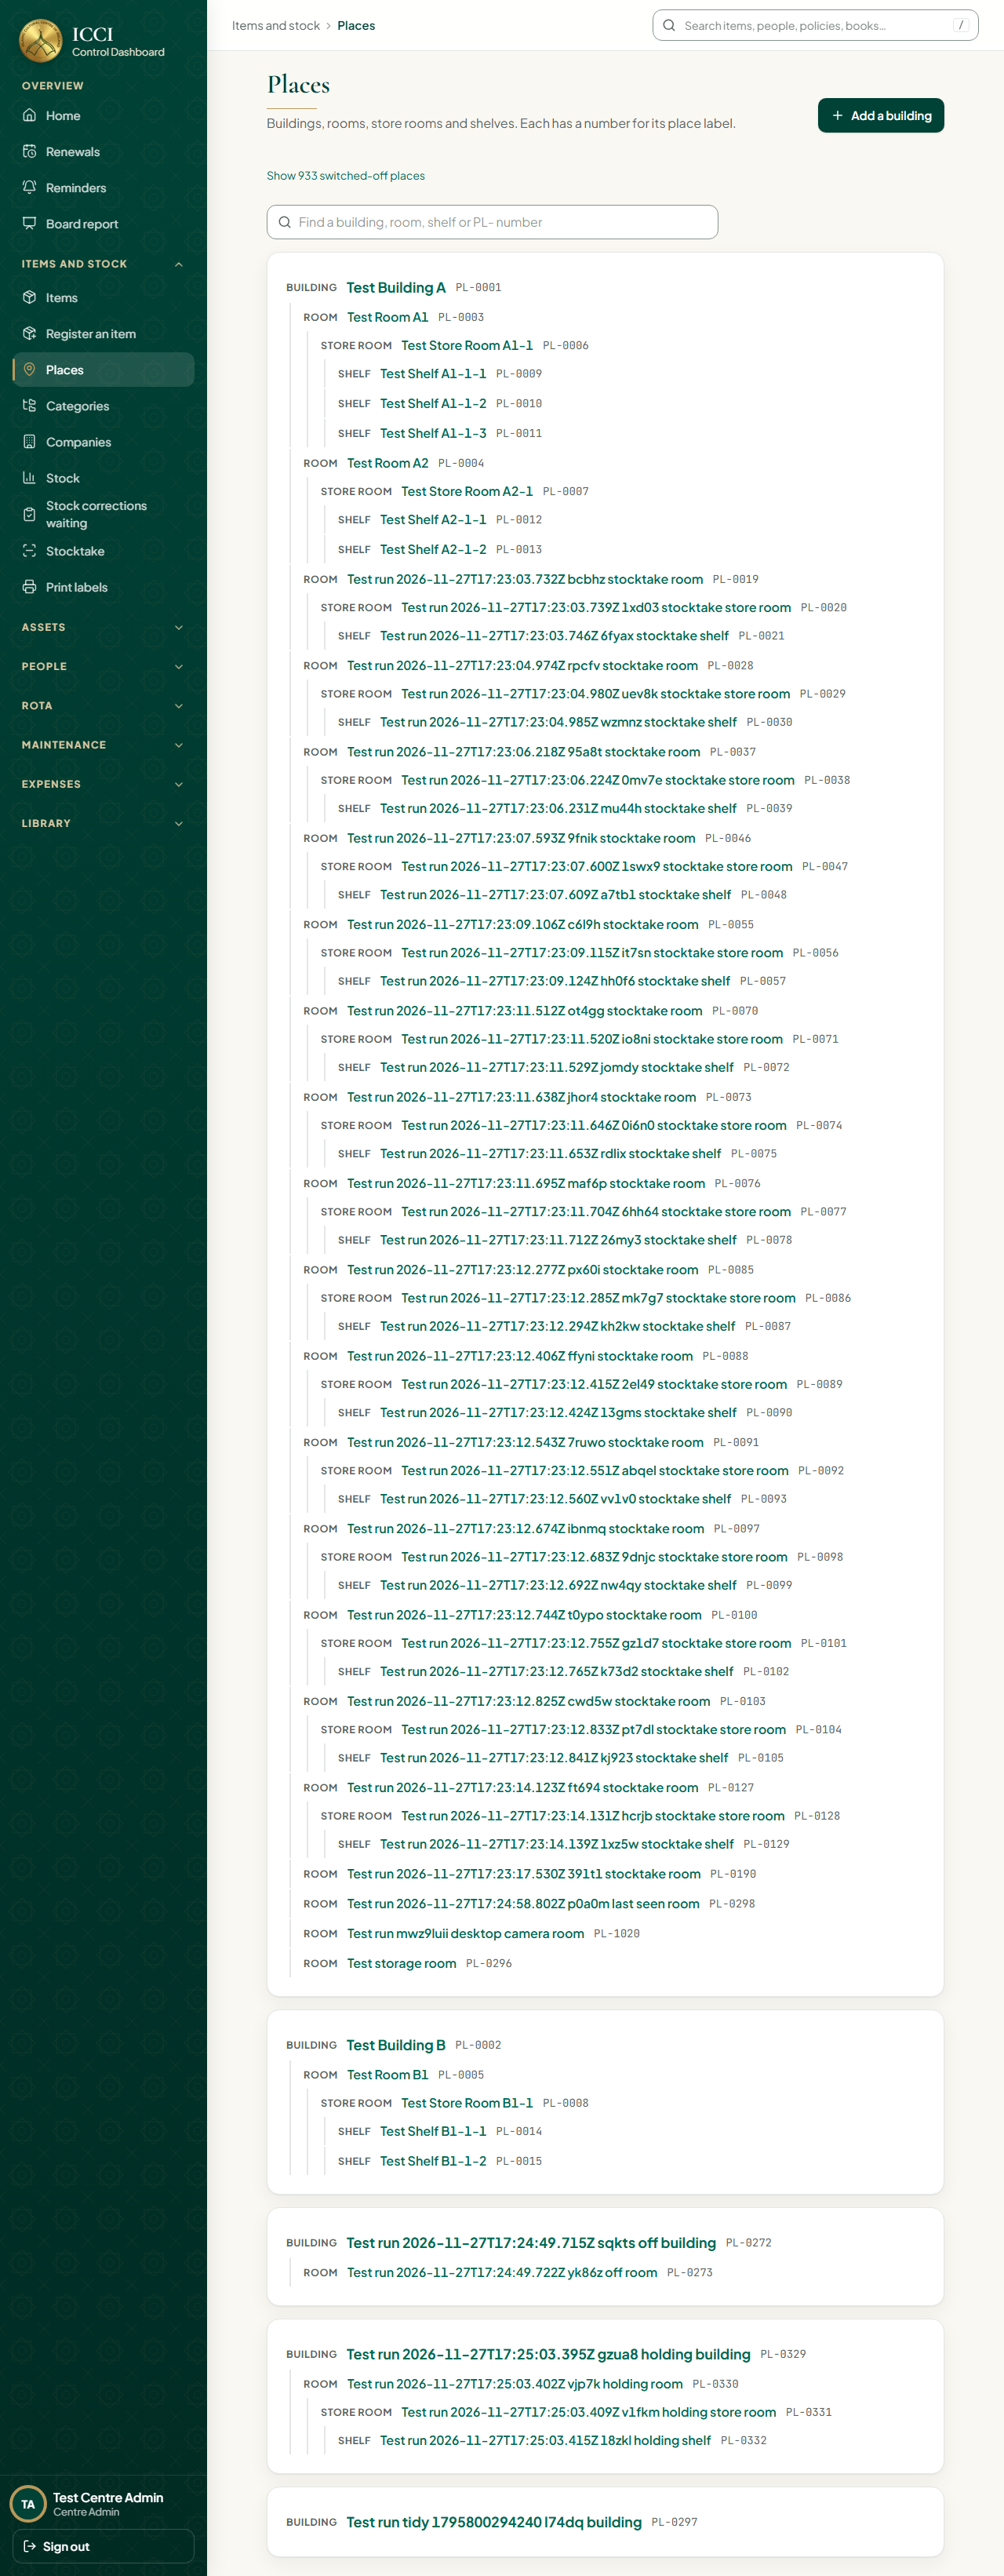 ICCI
Control Dashboard
OVERVIEW
Home
Renewals
Reminders
Board report
ITEMS AND STOCK
Items
Register an item
Places
Categories
Companies
Stock
Stock corrections
waiting
Stocktake
Print labels
ASSETS
PEOPLE
ROTA
MAINTENANCE
EXPENSES
LIBRARY
TA
Test Centre Admin
Centre Admin
Sign out
Items and stock > Places
Search items, people, policies, books... /
Places
Buildings, rooms, store rooms and shelves. Each has a number for its place label.
+ Add a building
Show 933 switched-off places
Find a building, room, shelf or PL- number
BUILDING Test Building A PL-0001
ROOM Test Room A1 PL-0003
STORE ROOM Test Store Room A1-1 PL-0006
SHELF Test Shelf A1-1-1 PL-0009
SHELF Test Shelf A1-1-2 PL-0010
SHELF Test Shelf A1-1-3 PL-0011
ROOM Test Room A2 PL-0004
STORE ROOM Test Store Room A2-1 PL-0007
SHELF Test Shelf A2-1-1 PL-0012
SHELF Test Shelf A2-1-2 PL-0013
ROOM Test run 2026-11-27T17:23:03.732Z bcbhz stocktake room PL-0019
STORE ROOM Test run 2026-11-27T17:23:03.739Z 1xd03 stocktake store room PL-0020
SHELF Test run 2026-11-27T17:23:03.746Z 6fyax stocktake shelf PL-0021
ROOM Test run 2026-11-27T17:23:04.974Z rpcfv stocktake room PL-0028
STORE ROOM Test run 2026-11-27T17:23:04.980Z uev8k stocktake store room PL-0029
SHELF Test run 2026-11-27T17:23:04.985Z wzmnz stocktake shelf PL-0030
ROOM Test run 2026-11-27T17:23:06.218Z 95a8t stocktake room PL-0037
STORE ROOM Test run 2026-11-27T17:23:06.224Z 0mv7e stocktake store room PL-0038
SHELF Test run 2026-11-27T17:23:06.231Z mu44h stocktake shelf PL-0039
ROOM Test run 2026-11-27T17:23:07.593Z 9fnik stocktake room PL-0046
STORE ROOM Test run 2026-11-27T17:23:07.600Z 1swx9 stocktake store room PL-0047
SHELF Test run 2026-11-27T17:23:07.609Z a7tb1 stocktake shelf PL-0048
ROOM Test run 2026-11-27T17:23:09.106Z c6l9h stocktake room PL-0055
STORE ROOM Test run 2026-11-27T17:23:09.115Z it7sn stocktake store room PL-0056
SHELF Test run 2026-11-27T17:23:09.124Z hh0f6 stocktake shelf PL-0057
ROOM Test run 2026-11-27T17:23:11.512Z ot4gg stocktake room PL-0070
STORE ROOM Test run 2026-11-27T17:23:11.520Z io8ni stocktake store room PL-0071
SHELF Test run 2026-11-27T17:23:11.529Z jomdy stocktake shelf PL-0072
ROOM Test run 2026-11-27T17:23:11.638Z jhor4 stocktake room PL-0073
STORE ROOM Test run 2026-11-27T17:23:11.646Z 0i6n0 stocktake store room PL-0074
SHELF Test run 2026-11-27T17:23:11.653Z rdlix stocktake shelf PL-0075
ROOM Test run 2026-11-27T17:23:11.695Z maf6p stocktake room PL-0076
STORE ROOM Test run 2026-11-27T17:23:11.704Z 6hh64 stocktake store room PL-0077
SHELF Test run 2026-11-27T17:23:11.712Z 26my3 stocktake shelf PL-0078
ROOM Test run 2026-11-27T17:23:12.277Z px60i stocktake room PL-0085
STORE ROOM Test run 2026-11-27T17:23:12.285Z mk7g7 stocktake store room PL-0086
SHELF Test run 2026-11-27T17:23:12.294Z kh2kw stocktake shelf PL-0087
ROOM Test run 2026-11-27T17:23:12.406Z ffyni stocktake room PL-0088
STORE ROOM Test run 2026-11-27T17:23:12.415Z 2el49 stocktake store room PL-0089
SHELF Test run 2026-11-27T17:23:12.424Z 13gms stocktake shelf PL-0090
ROOM Test run 2026-11-27T17:23:12.543Z 7ruwo stocktake room PL-0091
STORE ROOM Test run 2026-11-27T17:23:12.551Z abqel stocktake store room PL-0092
SHELF Test run 2026-11-27T17:23:12.560Z vv1v0 stocktake shelf PL-0093
ROOM Test run 2026-11-27T17:23:12.674Z ibnmq stocktake room PL-0097
STORE ROOM Test run 2026-11-27T17:23:12.683Z 9dnjc stocktake store room PL-0098
SHELF Test run 2026-11-27T17:23:12.692Z nw4qy stocktake shelf PL-0099
ROOM Test run 2026-11-27T17:23:12.744Z t0ypo stocktake room PL-0100
STORE ROOM Test run 2026-11-27T17:23:12.755Z gz1d7 stocktake store room PL-0101
SHELF Test run 2026-11-27T17:23:12.765Z k73d2 stocktake shelf PL-0102
ROOM Test run 2026-11-27T17:23:12.825Z cwd5w stocktake room PL-0103
STORE ROOM Test run 2026-11-27T17:23:12.833Z pt7dl stocktake store room PL-0104
SHELF Test run 2026-11-27T17:23:12.841Z kj923 stocktake shelf PL-0105
ROOM Test run 2026-11-27T17:23:14.123Z ft694 stocktake room PL-0127
STORE ROOM Test run 2026-11-27T17:23:14.131Z hcrjb stocktake store room PL-0128
SHELF Test run 2026-11-27T17:23:14.139Z 1xz5w stocktake shelf PL-0129
ROOM Test run 2026-11-27T17:23:17.530Z 391t1 stocktake room PL-0190
ROOM Test run 2026-11-27T17:24:58.802Z p0a0m last seen room PL-0298
ROOM Test run mwz9luii desktop camera room PL-1020
ROOM Test storage room PL-0296
BUILDING Test Building B PL-0002
ROOM Test Room B1 PL-0005
STORE ROOM Test Store Room B1-1 PL-0008
SHELF Test Shelf B1-1-1 PL-0014
SHELF Test Shelf B1-1-2 PL-0015
BUILDING Test run 2026-11-27T17:24:49.715Z sqkts off building PL-0272
ROOM Test run 2026-11-27T17:24:49.722Z yk86z off room PL-0273
BUILDING Test run 2026-11-27T17:25:03.395Z gzua8 holding building PL-0329
ROOM Test run 2026-11-27T17:25:03.402Z vjp7k holding room PL-0330
STORE ROOM Test run 2026-11-27T17:25:03.409Z v1fkm holding store room PL-0331
SHELF Test run 2026-11-27T17:25:03.415Z 18zkl holding shelf PL-0332
BUILDING Test run tidy 1795800294240 l74dq building PL-0297